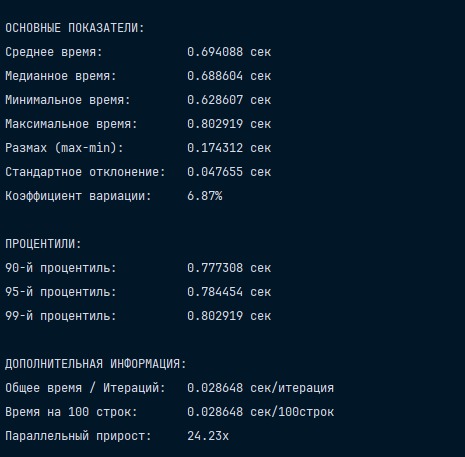 ОСНОВНЫЕ ПОКАЗАТЕЛИ:
Среднее время: 0.694088 сек
Медианное время: 0.688604 сек
Минимальное время: 0.628607 сек
Максимальное время: 0.802919 сек
Размах (max-min): 0.174312 сек
Стандартное отклонение: 0.047655 сек
Коэффициент вариации: 6.87%
ПРОЦЕНТИЛИ:
90-й процентиль: 0.777308 сек
95-й процентиль: 0.784454 сек
99-й процентиль: 0.802919 сек
ДОПОЛНИТЕЛЬНАЯ ИНФОРМАЦИЯ:
Общее время / Итераций: 0.028648 сек/итерация
Время на 100 строк: 0.028648 сек/100строк
Параллельный прирост: 24.23x